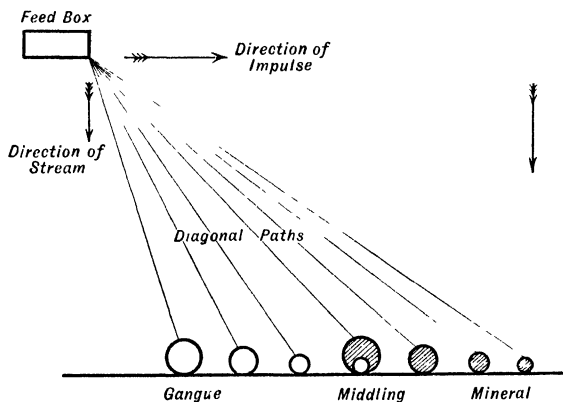 Feed Box
Direction of
Impulse
Direction of
Stream
Diagonal Paths
Gangue
Middling
Mineral